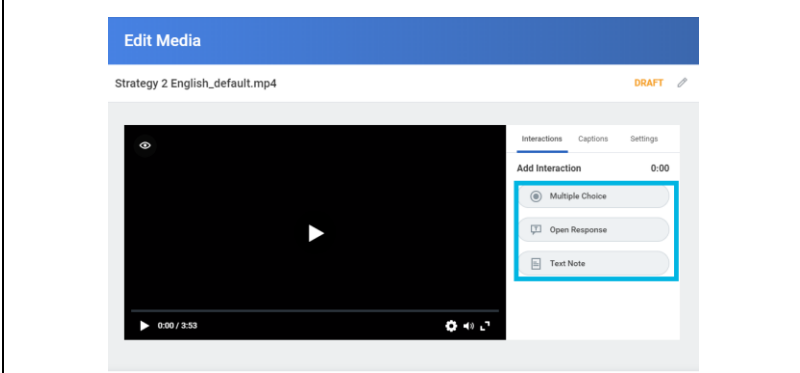 Edit Media
Strategy 2 English_default.mp4
DRAFT
Interactions Captions Settings
Add Interaction 0:00
Multiple Choice
Open Response
Text Note
0:00 / 3:53